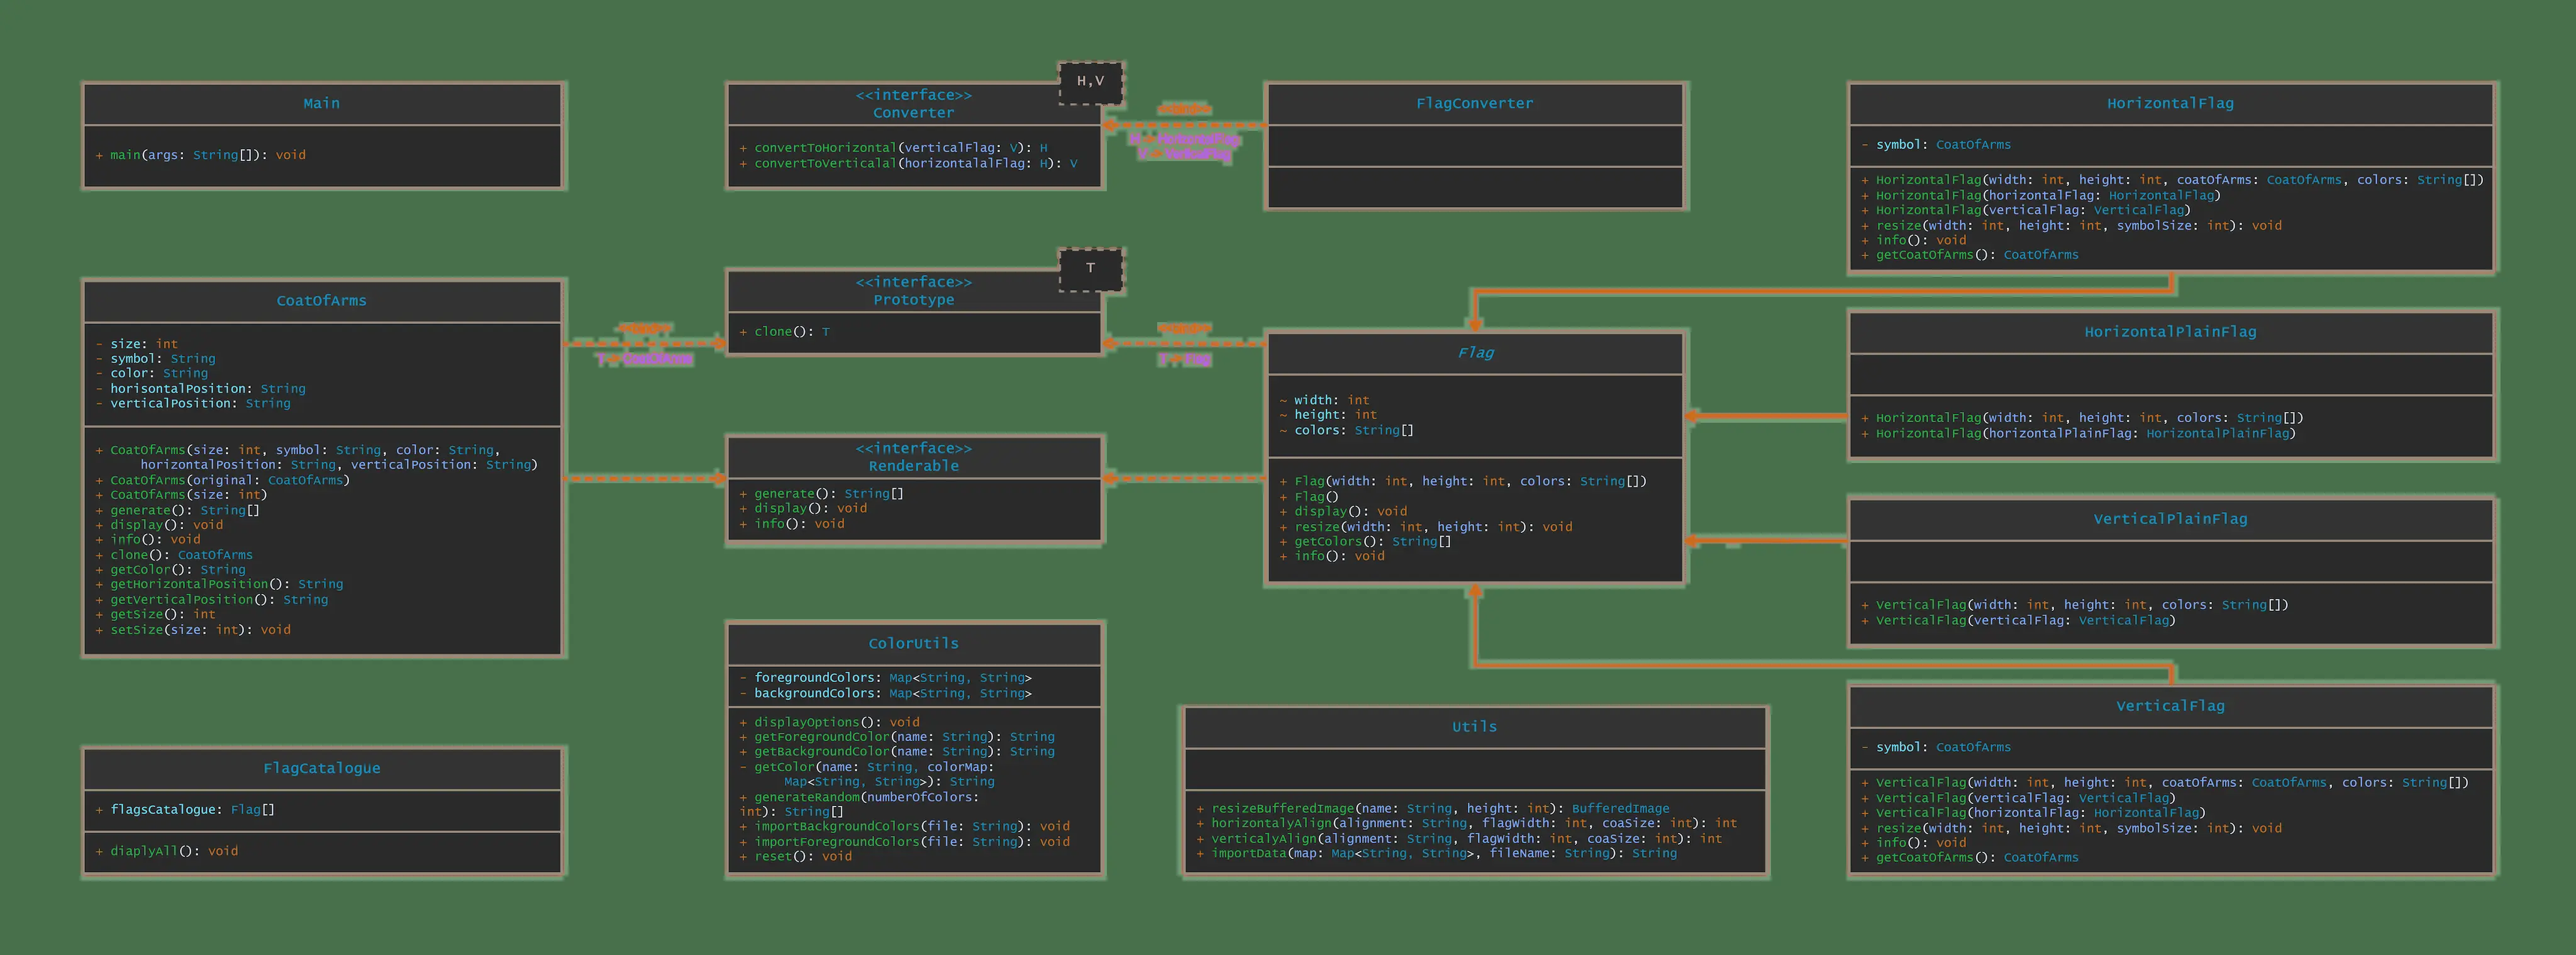 Main
+ main(args: String[]): void
<<interface>>
Converter
H,V
+ convertToHorizontal(verticalFlag: V): H
+ convertToVerticalal(horizontalalFlag: H): V
FlagConverter
HorizontalFlag
- symbol: CoatOfArms
+ HorizontalFlag(width: int, height: int, coatOfArms: CoatOfArms, colors: String[])
+ HorizontalFlag(horizontalFlag: HorizontalFlag)
+ HorizontalFlag(verticalFlag: VerticalFlag)
+ resize(width: int, height: int, symbolSize: int): void
+ info(): void
+ getCoatOfArms(): CoatOfArms
CoatOfArms
- size: int
- symbol: String
- color: String
- horisontalPosition: String
- verticalPosition: String
+ CoatOfArms(size: int, symbol: String, color: String,
horizontalPosition: String, verticalPosition: String)
+ CoatOfArms(original: CoatOfArms)
+ CoatOfArms(size: int)
+ generate(): String[]
+ display(): void
+ info(): void
+ clone(): CoatOfArms
+ getColor(): String
+ getHorizontalPosition(): String
+ getVerticalPosition(): String
+ getSize(): int
+ setSize(size: int): void
<<interface>>
Prototype
T
+ clone(): T
<<interface>>
Renderable
+ generate(): String[]
+ display(): void
+ info(): void
Flag
~ width: int
~ height: int
~ colors: String[]
+ Flag(width: int, height: int, colors: String[])
+ Flag()
+ display(): void
+ resize(width: int, height: int): void
+ getColors(): String[]
+ info(): void
HorizontalPlainFlag
+ HorizontalFlag(width: int, height: int, colors: String[])
+ HorizontalFlag(horizontalPlainFlag: HorizontalPlainFlag)
VerticalPlainFlag
+ VerticalFlag(width: int, height: int, colors: String[])
+ VerticalFlag(verticalFlag: VerticalFlag)
FlagCatalogue
+ flagsCatalogue: Flag[]
+ diaplyAll(): void
ColorUtils
- foregroundColors: Map<String, String>
- backgroundColors: Map<String, String>
+ displayOptions(): void
+ getForegroundColor(name: String): String
+ getBackgroundColor(name: String): String
- getColor(name: String, colorMap:
Map<String, String>): String
+ generateRandom(numberOfColors:
int): String[]
+ importBackgroundColors(file: String): void
+ importForegroundColors(file: String): void
+ reset(): void
Utils
+ resizeBufferedImage(name: String, height: int): BufferedImage
+ horizontalyAlign(alignment: String, flagWidth: int, coaSize: int): int
+ verticalyAlign(alignment: String, flagWidth: int, coaSize: int): int
+ importData(map: Map<String, String>, fileName: String): String
VerticalFlag
- symbol: CoatOfArms
+ VerticalFlag(width: int, height: int, coatOfArms: CoatOfArms, colors: String[])
+ VerticalFlag(verticalFlag: VerticalFlag)
+ VerticalFlag(horizontalFlag: HorizontalFlag)
+ resize(width: int, height: int, symbolSize: int): void
+ info(): void
+ getCoatOfArms(): CoatOfArms